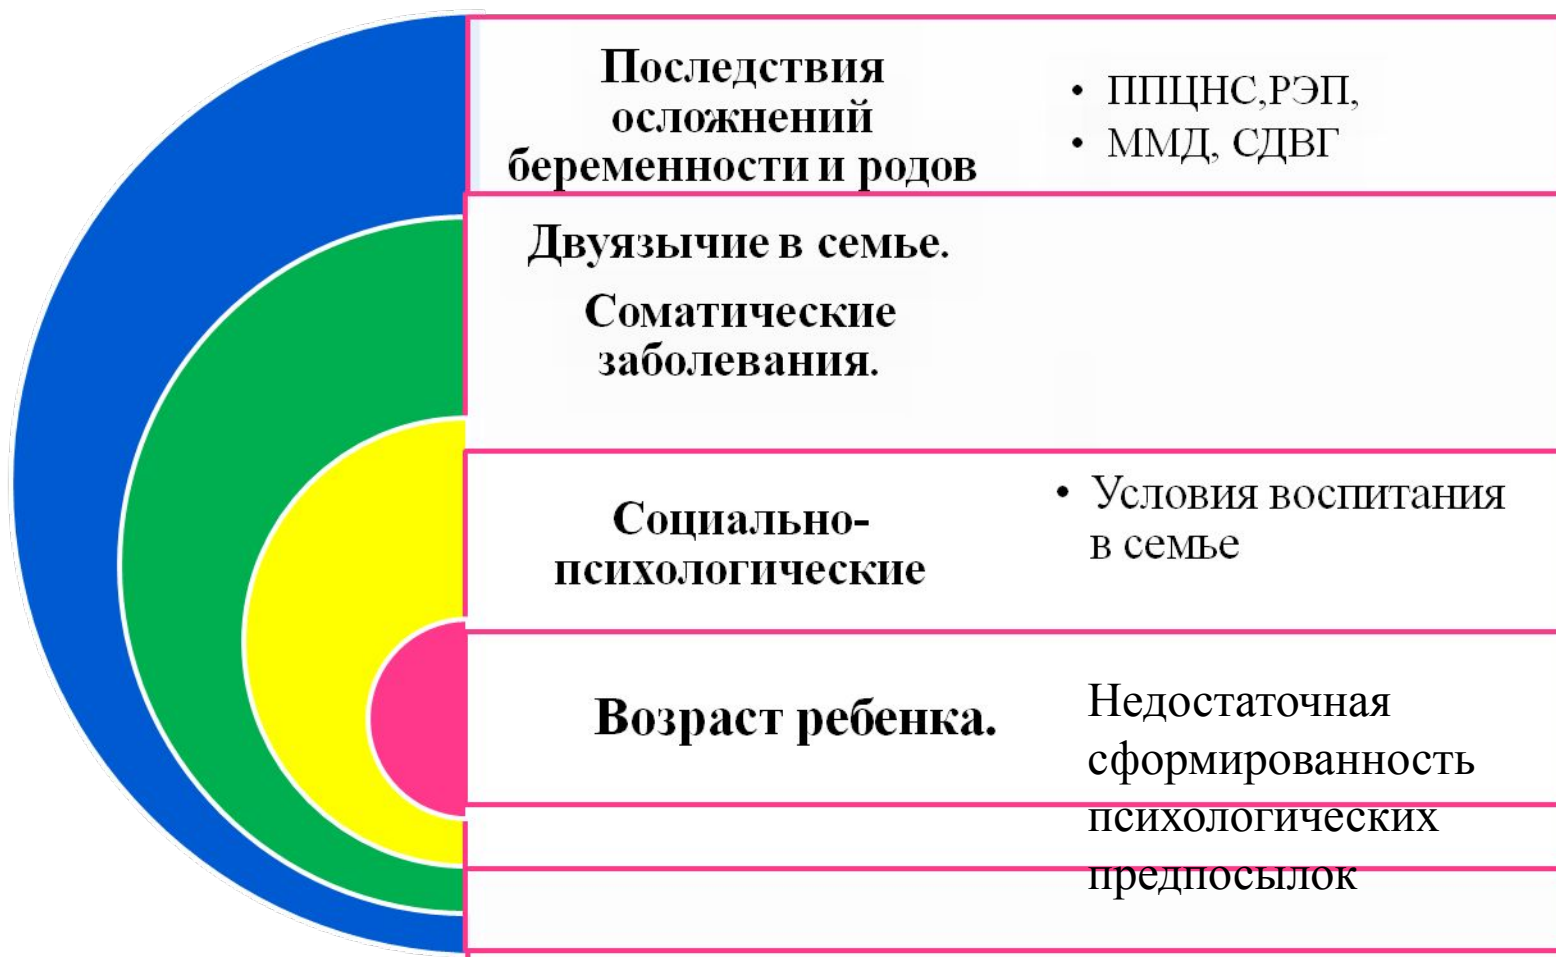 Последствия
осложнений
беременности и родов
• ППЦНС,РЭП,
• ММД, СДВГ
Двуязычие в семье.
Соматические
заболевания.
Социально-
психологические
• Условия воспитания
в семье
Возраст ребенка.
Недостаточная
сформированность
психологических
предпосылок